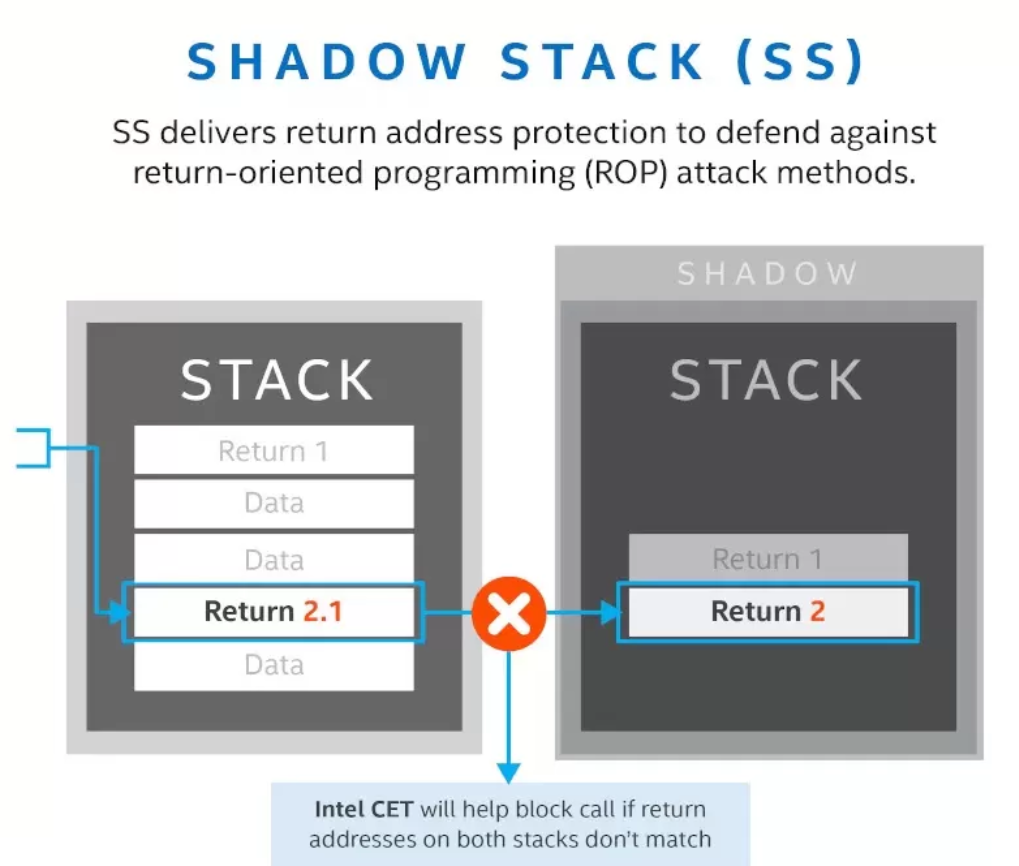 SHADOW STACK (SS)
SS delivers return address protection to defend against
return-oriented programming (ROP) attack methods.
STACK
Return 1
Data
Data
Return 2.1
Data
SHADOW
STACK
Return 1
Return 2
Intel CET will help block call if return
addresses on both stacks don't match